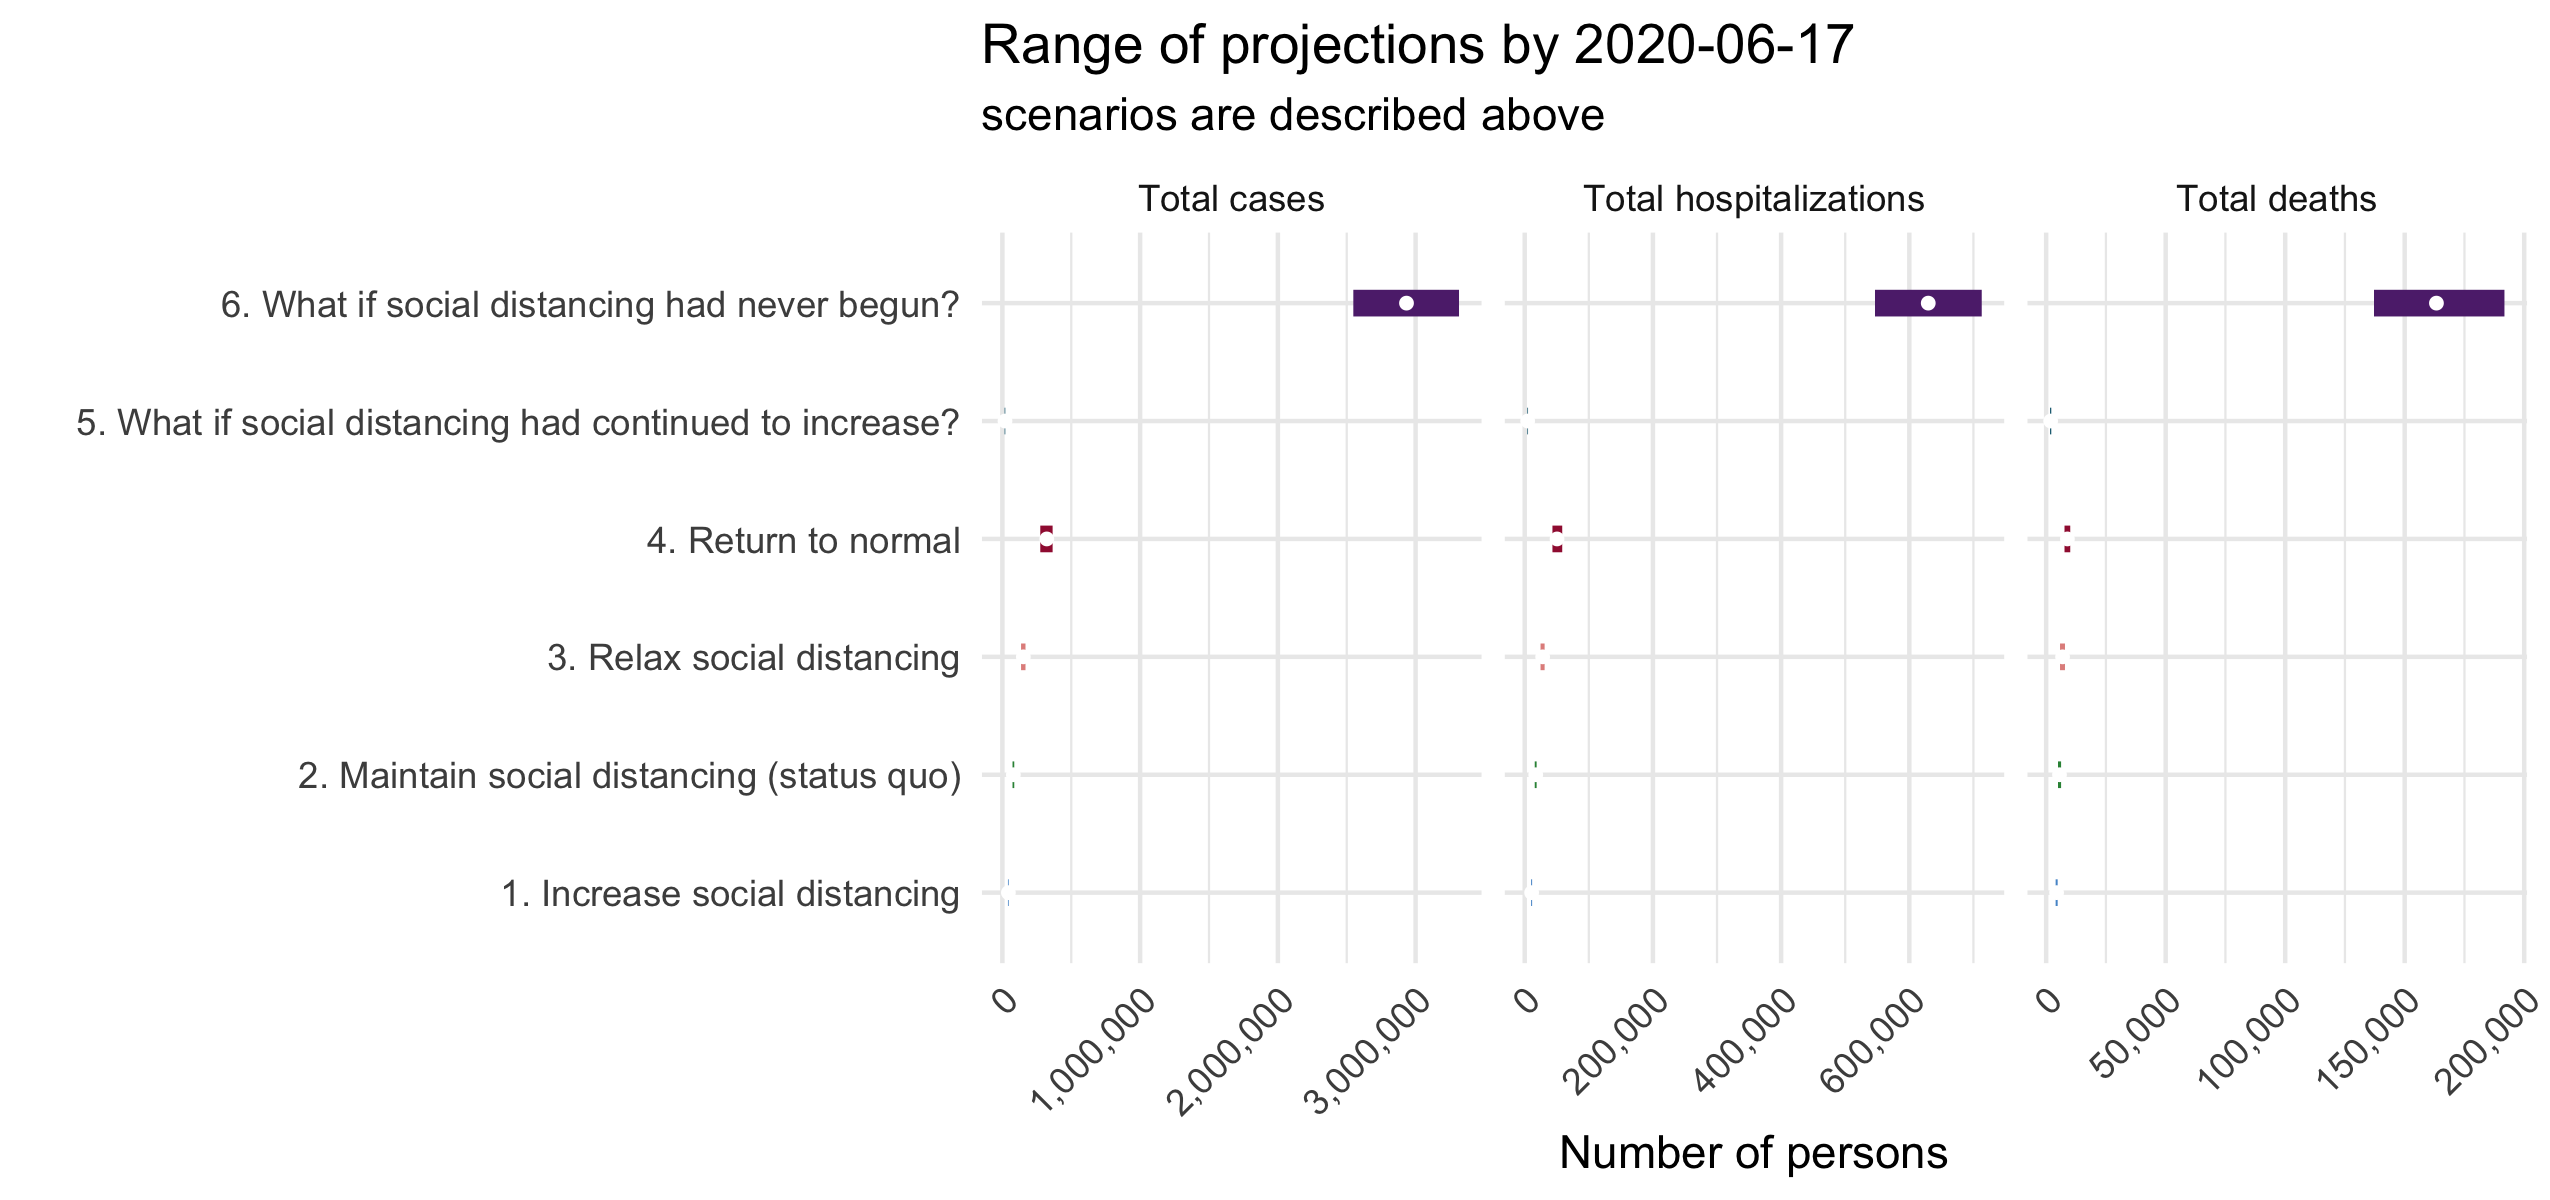 Range of projections by 2020-06-17
scenarios are described above
Total cases
Total hospitalizations
Total deaths
6. What if social distancing had never begun?
5. What if social distancing had continued to increase?
4. Return to normal
3. Relax social distancing
2. Maintain social distancing (status quo)
1. Increase social distancing
0
1,000,000
2,000,000
3,000,000
0
200,000
400,000
600,000
0
50,000
100,000
150,000
200,000
Number of persons